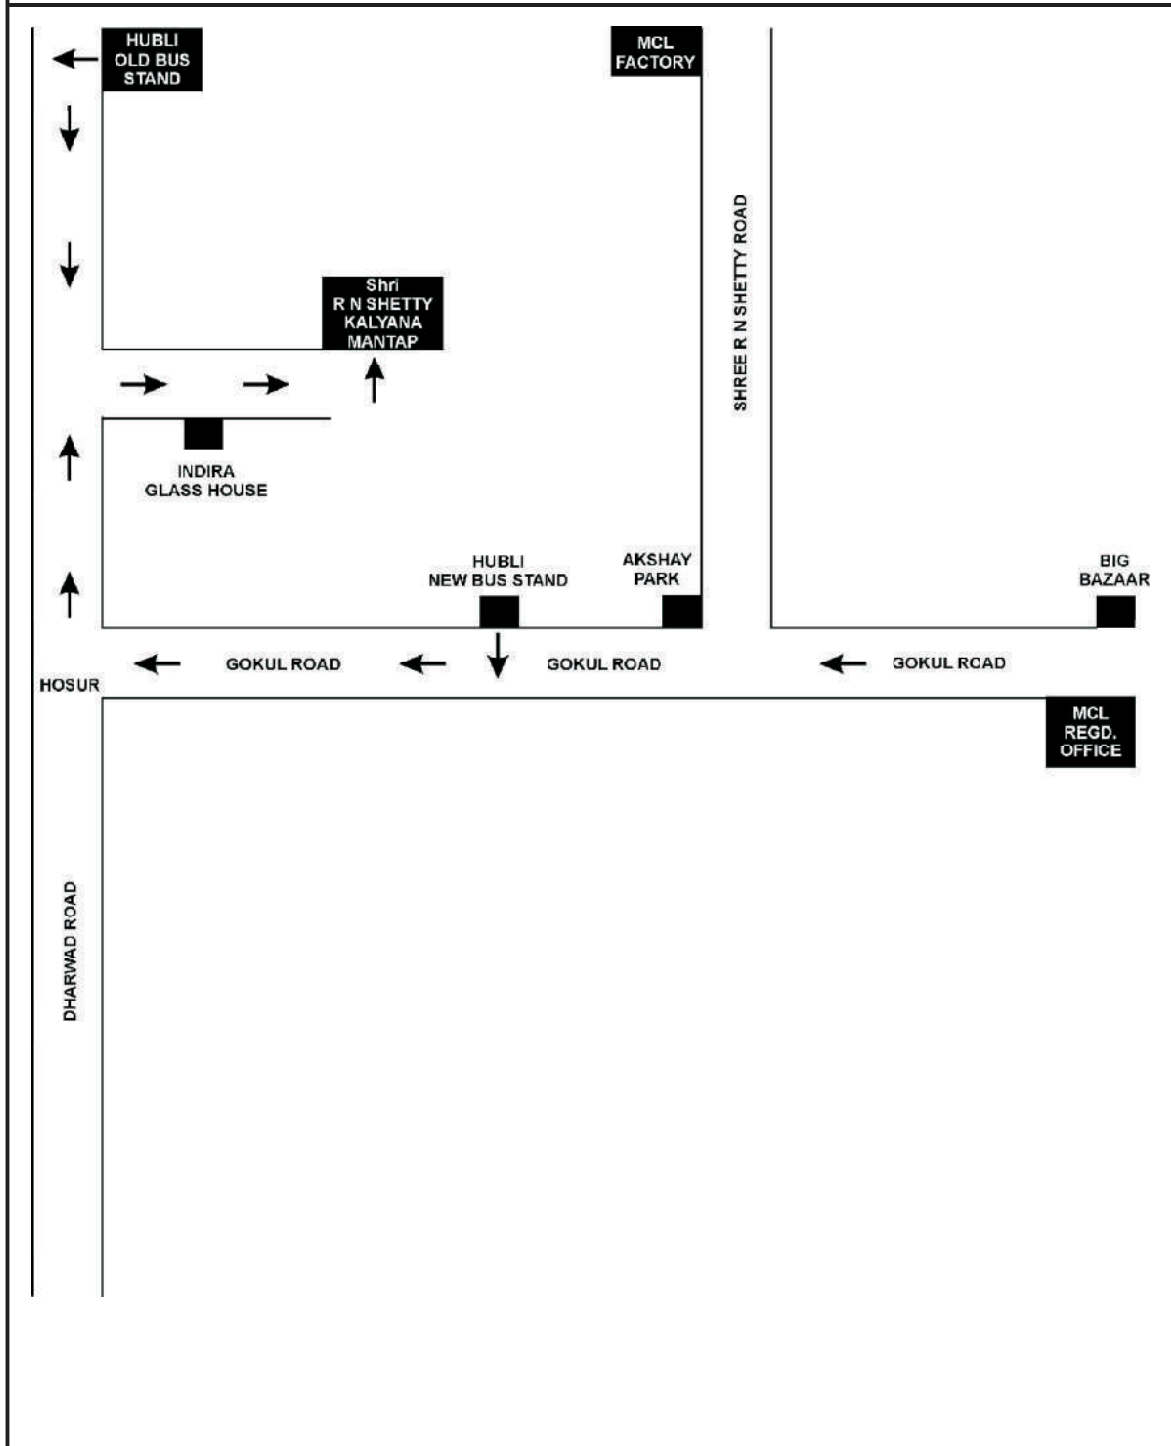 HUBLI
OLD BUS
STAND
MCL
FACTORY
SHREE R N SHETTY ROAD
Shri
R N SHETTY
KALYANA
MANTAP
INDIRA
GLASS HOUSE
HUBLI
NEW BUS STAND
AKSHAY
PARK
BIG
BAZAAR
GOKUL ROAD
GOKUL ROAD
GOKUL ROAD
HOSUR
MCL
REGD.
OFFICE
DHARWAD ROAD